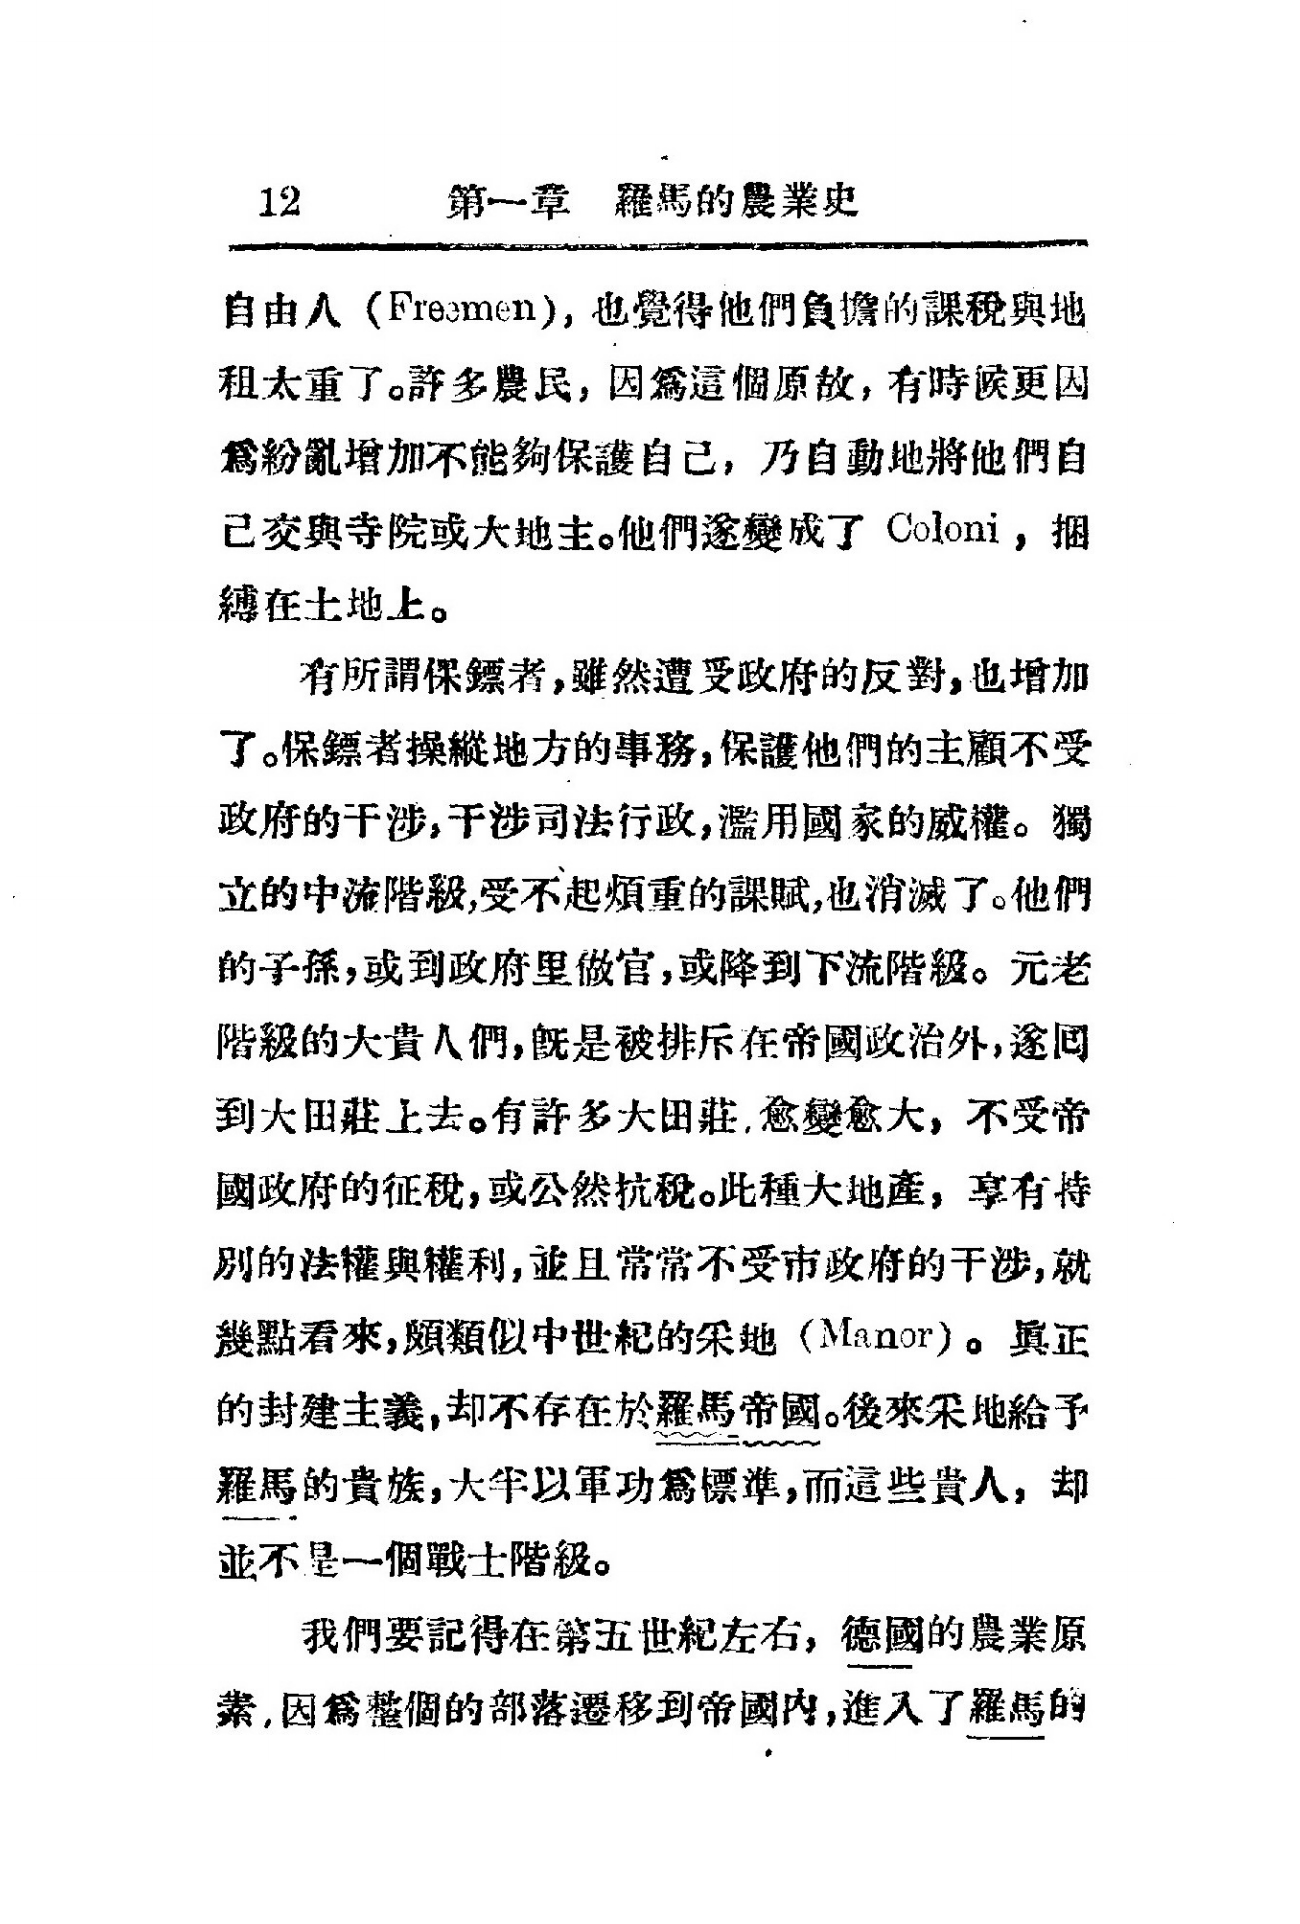 12 第一章 羅馬的農業史
自由人（Freemen），也覺得他們負擔的課稅與地
租太重了。許多農民，因爲這個原故，有時候更因
爲紛亂增加不能夠保護自己，乃自動地將他們自
己交與寺院或大地主。他們遂變成了 Coloni，捆
縛在土地上。
有所謂保鏢者，雖然遭受政府的反對，也增加
了。保鏢者操縱地方的事務，保護他們的主顧不受
政府的干涉，干涉司法行政，濫用國家的威權。獨
立的中流階級，受不起煩重的課賦，也消滅了。他們
的子孫，或到政府里做官，或降到下流階級。元老
階級的大貴人們，旣是被排斥在帝國政治外，遂囘
到大田莊上去。有許多大田莊，愈變愈大，不受帝
國政府的征稅，或公然抗稅。此種大地產，享有特
別的法權與權利，並且常常不受市政府的干涉，就
幾點看來，頗類似中世紀的采地（Manor）。眞正
的封建主義，却不存在於羅馬帝國。後來采地給予
羅馬的貴族，大半以軍功爲標準，而這些貴人，却
並不是一個戰士階級。
我們要記得在第五世紀左右，德國的農業原
素，因爲整個的部落遷移到帝國內，進入了羅馬的